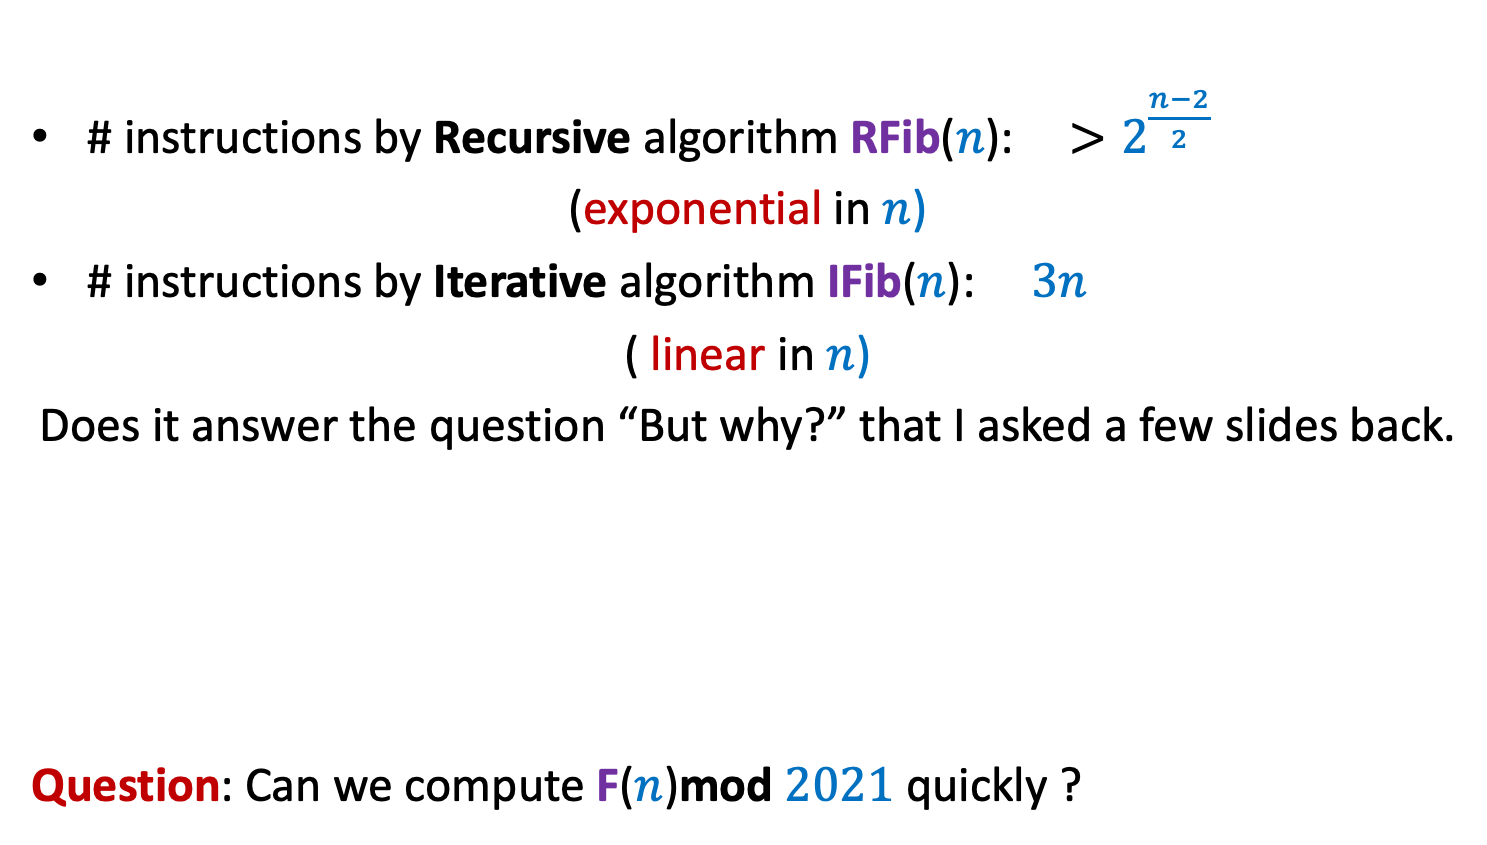 • # instructions by Recursive algorithm RFib(n): > 2^((n−2)/2)
(exponential in n)
• # instructions by Iterative algorithm IFib(n): 3n
( linear in n)
Does it answer the question “But why?” that I asked a few slides back.
Question: Can we compute F(n)mod 2021 quickly ?